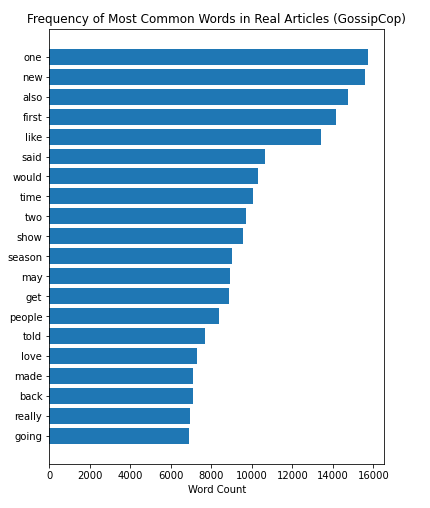 Frequency of Most Common Words in Real Articles (GossipCop)
one
new
also
first
like
said
would
time
two
show
season
may
get
people
told
love
made
back
really
going
0 2000 4000 6000 8000 10000 12000 14000 16000
Word Count